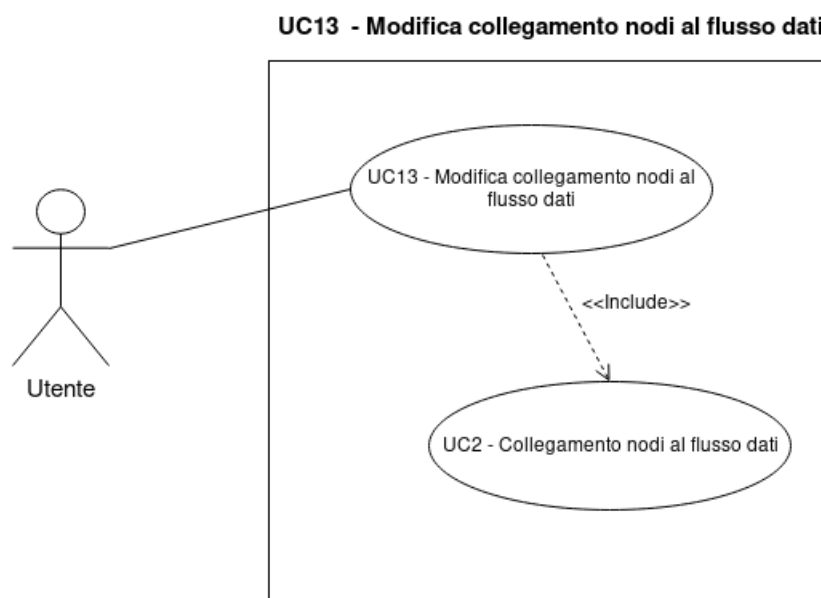 UC13 - Modifica collegamento nodi al flusso dati
UC13 - Modifica collegamento nodi al
flusso dati
<<Include>>
Utente
UC2 - Collegamento nodi al flusso dati